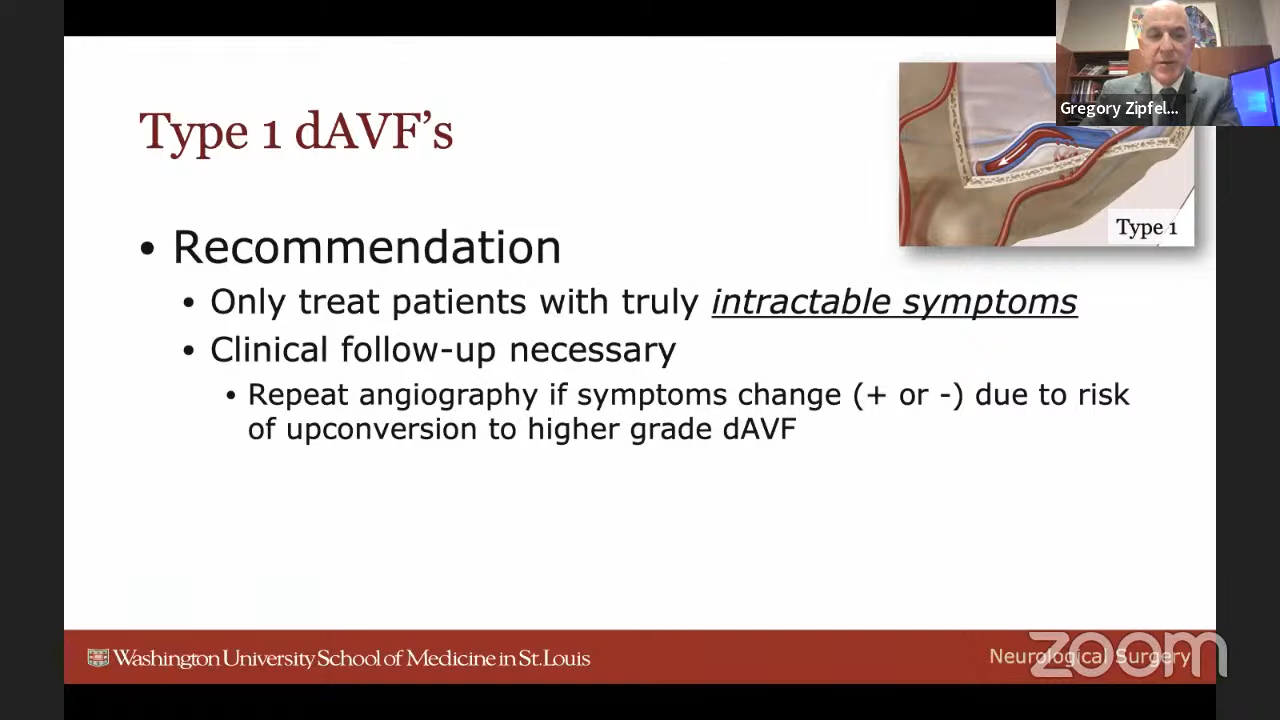 Gregory Zipfel...
Type 1 dAVF’s
Type 1
• Recommendation
• Only treat patients with truly intractable symptoms
• Clinical follow-up necessary
• Repeat angiography if symptoms change (+ or -) due to risk
of upconversion to higher grade dAVF
Washington University School of Medicine in St. Louis
Neurological Surgery
zoom